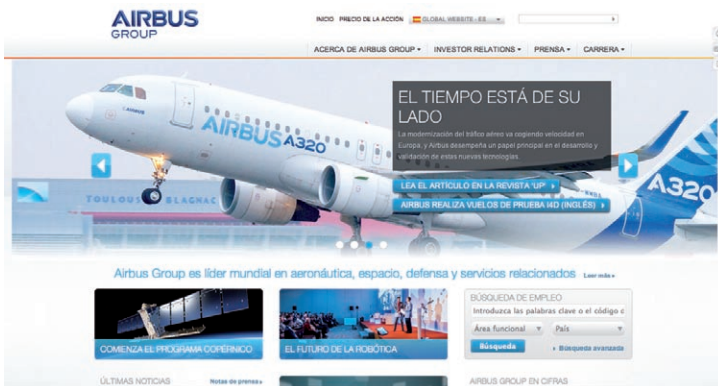 AIRBUS
GROUP
INICIO PRECIO DE LA ACCIÓN GLOBAL WEBSITE - ES
ACERCA DE AIRBUS GROUP INVESTOR RELATIONS PRENSA CARRERA
EL TIEMPO ESTÁ DE SU
LADO
La modernización del tráfico aéreo va cogiendo velocidad en
Europa, y Airbus desempeña un papel principal en el desarrollo y
validación de estas nuevas tecnologías.
LEA EL ARTÍCULO EN LA REVISTA 'UP'
AIRBUS REALIZA VUELOS DE PRUEBA I4D (INGLÉS)
AIRBUS A320
A320
TOULOUSE BLAGNAC
Airbus Group es líder mundial en aeronáutica, espacio, defensa y servicios relacionados Leer más
COMIENZA EL PROGRAMA COPÉRNICO
EL FUTURO DE LA ROBÓTICA
BÚSQUEDA DE EMPLEO
Introduzca las palabras clave o el código c
Área funcional País
Búsqueda Búsqueda avanzada
ÚLTIMAS NOTICIAS Notas de prensa
AIRBUS GROUP EN CIFRAS